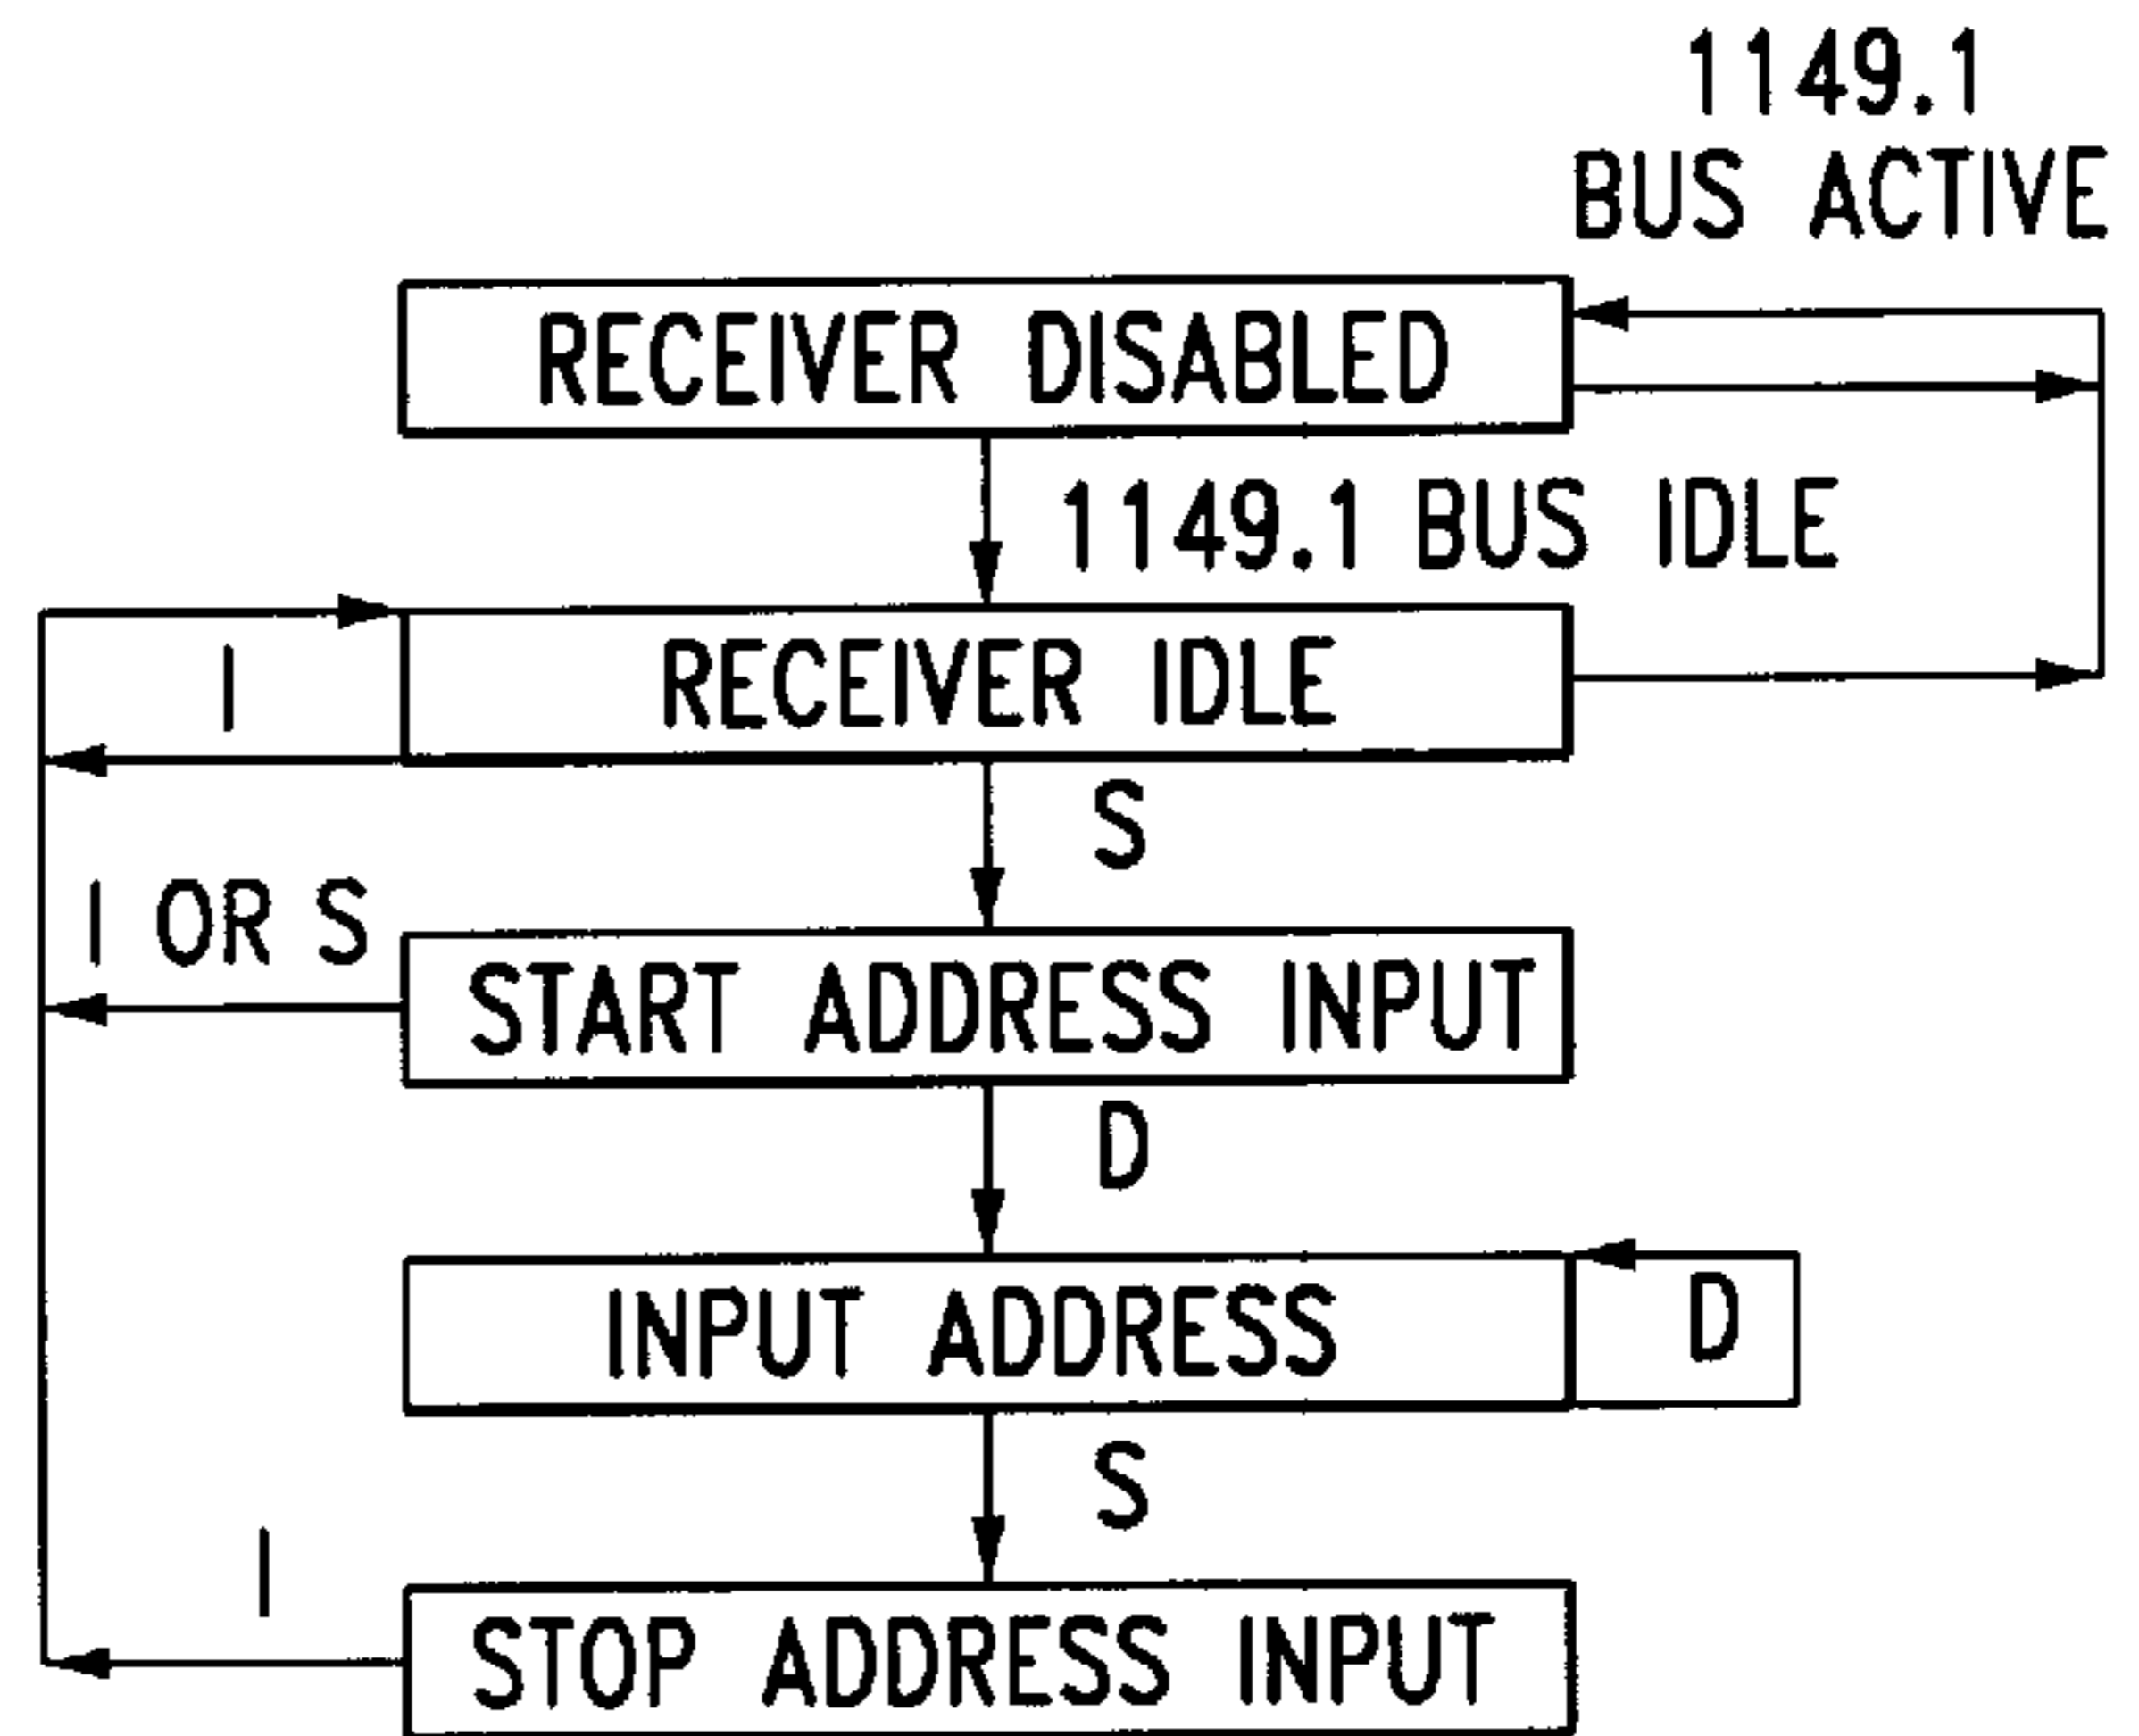 1149.1
BUS ACTIVE
RECEIVER DISABLED
1149.1 BUS IDLE
RECEIVER IDLE
I
S
I OR S
START ADDRESS INPUT
D
INPUT ADDRESS
D
S
I
STOP ADDRESS INPUT